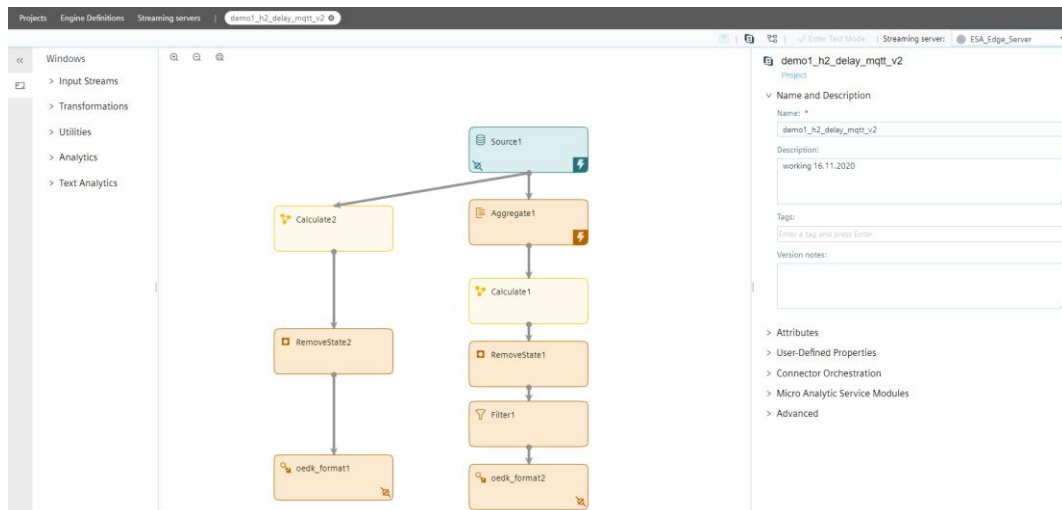 Projects Engine Definitions Streaming servers | demo1_h2_delay_mqtt_v2
Enter Test Mode | Streaming server: ESA_Edge_Server
Windows
> Input Streams
> Transformations
> Utilities
> Analytics
> Text Analytics
Source1
Calculate2
Aggregate1
Calculate1
RemoveState2
RemoveState1
Filter1
oedk_format1
oedk_format2
demo1_h2_delay_mqtt_v2
Project
Name and Description
Name: *
demo1_h2_delay_mqtt_v2
Description:
working 16.11.2020
Tags:
Enter a tag and press Enter
Version notes:
> Attributes
> User-Defined Properties
> Connector Orchestration
> Micro Analytic Service Modules
> Advanced